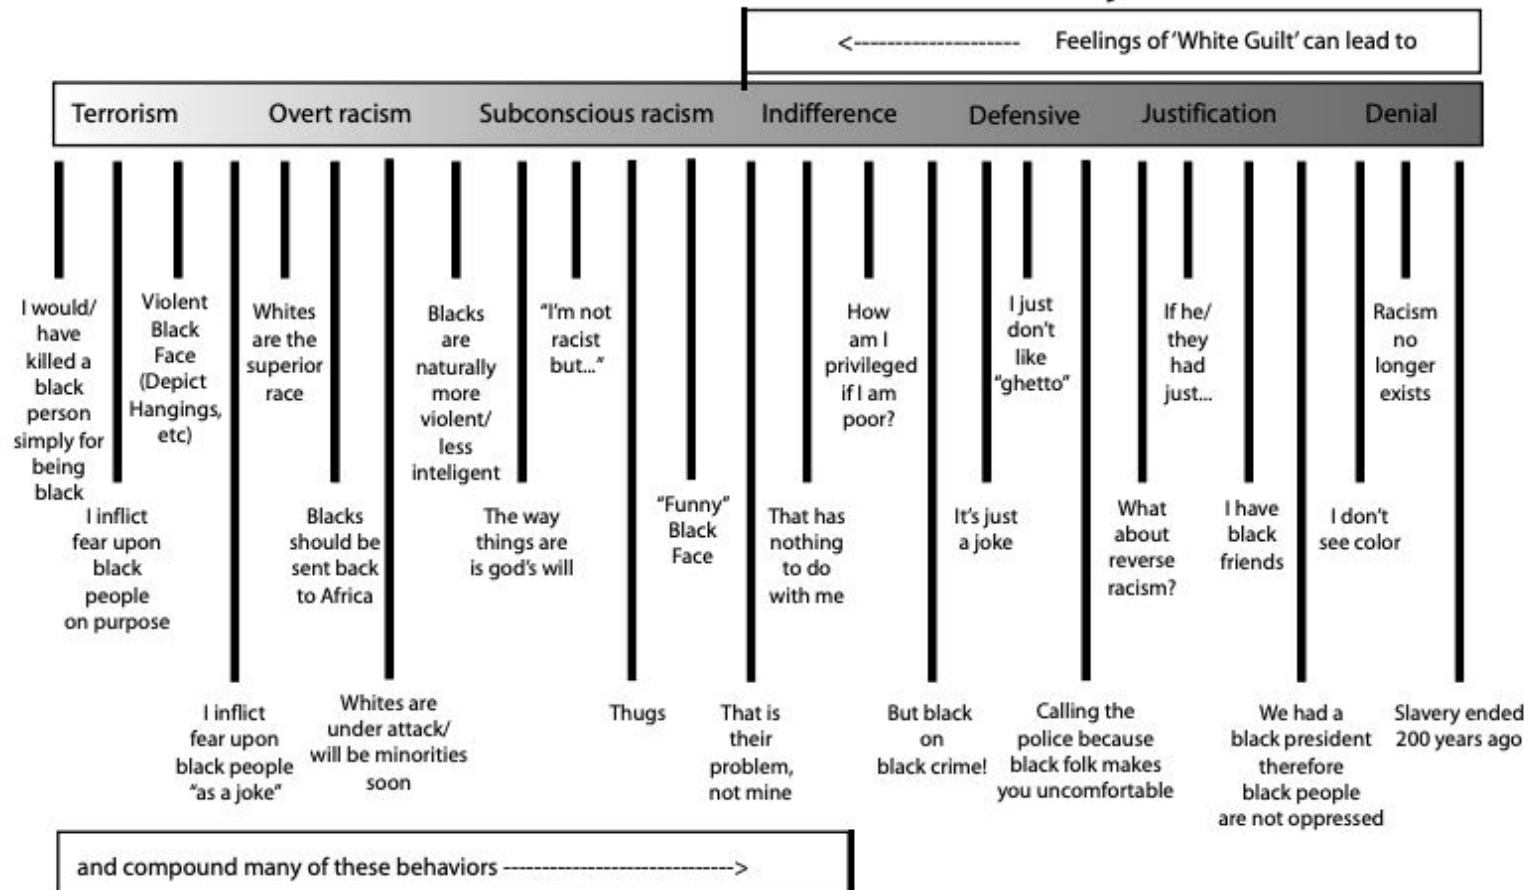 <--------------------- Feelings of 'White Guilt' can lead to
Terrorism
Overt racism
Subconscious racism
Indifference
Defensive
Justification
Denial
I would/
have
killed a
black
person
simply for
being
black
I inflict
fear upon
black
people
on purpose
Violent
Black
Face
(Depict
Hangings,
etc)
I inflict
fear upon
black people
"as a joke"
Whites
are the
superior
race
Blacks
should be
sent back
to Africa
Whites are
under attack/
will be minorities
soon
Blacks
are
naturally
more
violent/
less
inteligent
The way
things are
is god's will
"I'm not
racist
but..."
Thugs
"Funny"
Black
Face
That is
their
problem,
not mine
That has
nothing
to do
with me
How
am I
privileged
if I am
poor?
But black
on
black crime!
It's just
a joke
I just
don't
like
"ghetto"
Calling the
police because
black folk makes
you uncomfortable
What
about
reverse
racism?
If he/
they
had
just...
I have
black
friends
We had a
black president
therefore
black people
are not oppressed
I don't
see color
Racism
no
longer
exists
Slavery ended
200 years ago
and compound many of these behaviors ------------------------------>